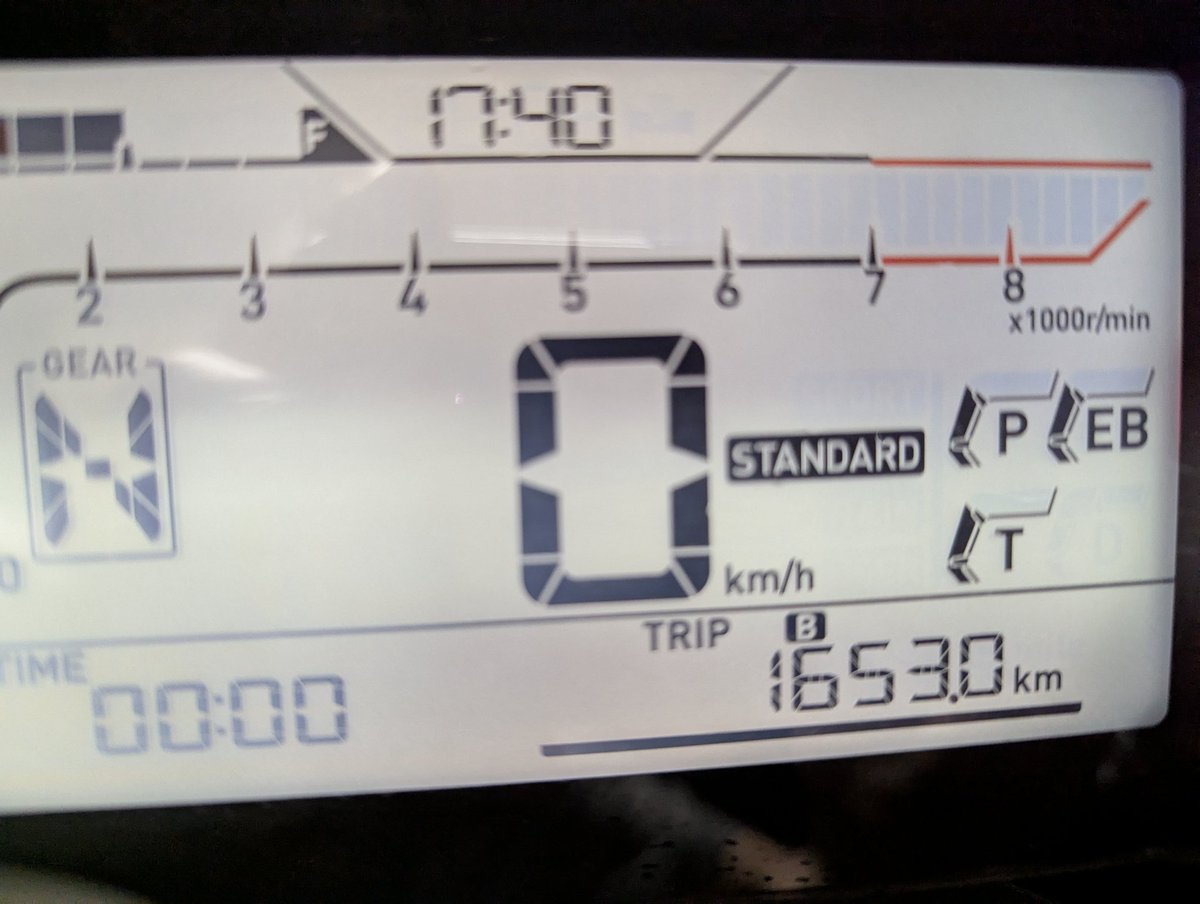 17:40
F
2 3 4 5 6 7 8
x1000r/min
GEAR
N
0
STANDARD
P EB
T
km/h
0
TIME
00:00
TRIP B
1653.0 km